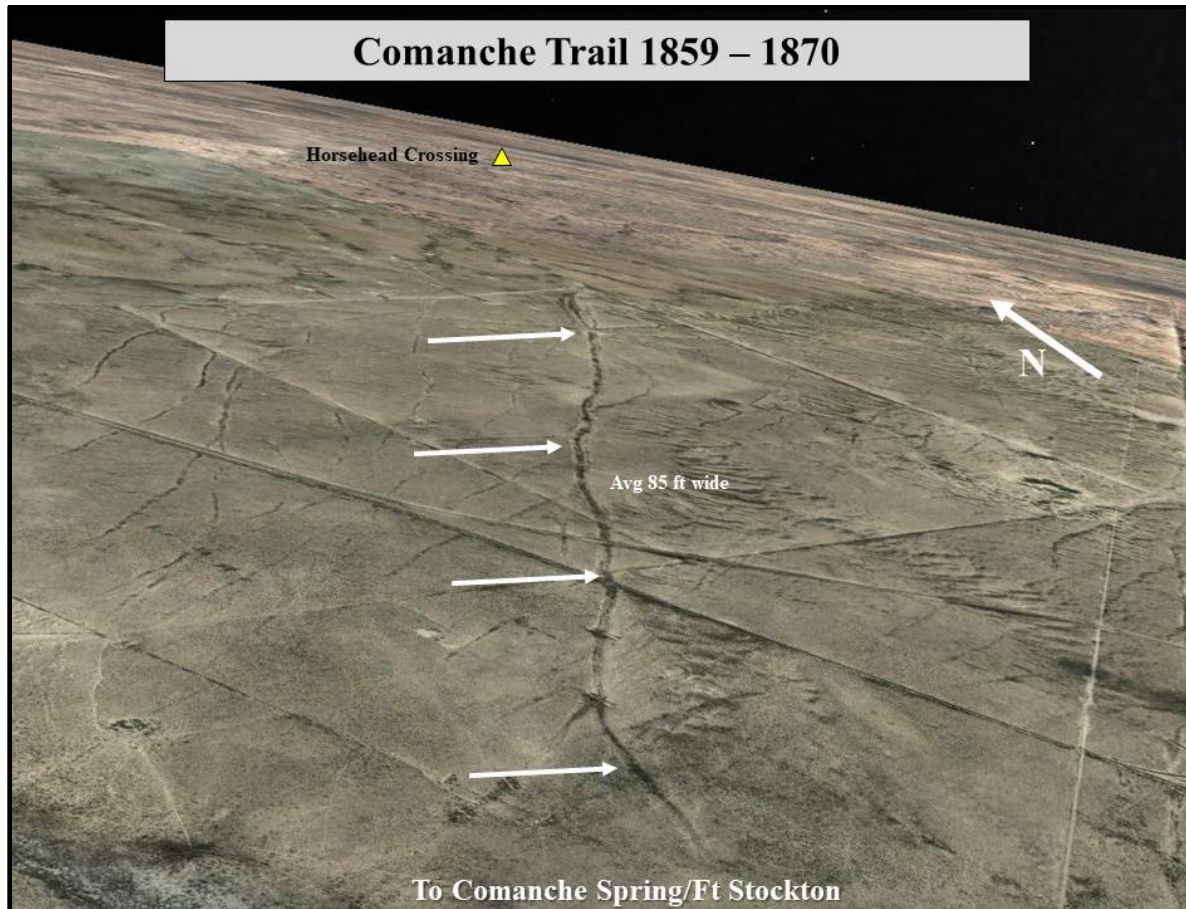 Comanche Trail 1859 – 1870
Horsehead Crossing
N
Avg 85 ft wide
To Comanche Spring/Ft Stockton